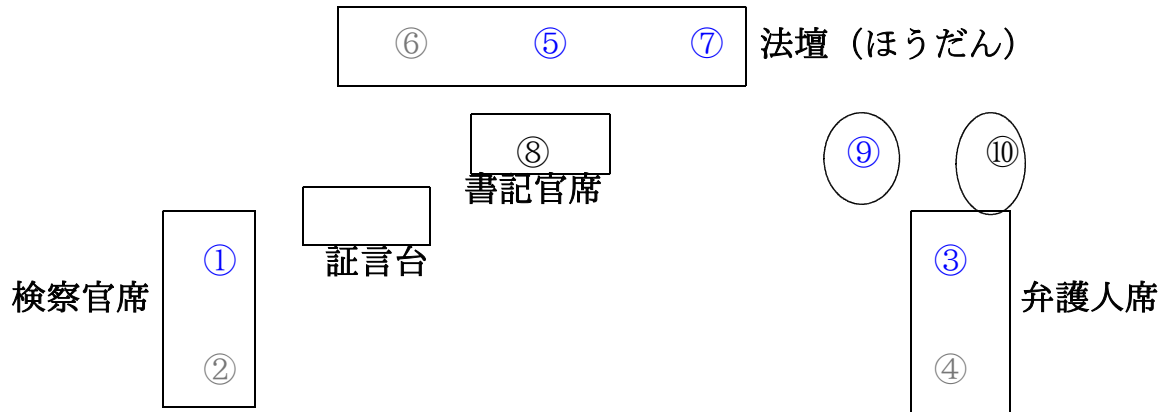 ⑥ ⑤ ⑦ 法壇（ほうだん）
⑧ ⑨ ⑩
書記官席
証言台
① ③
検察官席 弁護人席
② ④